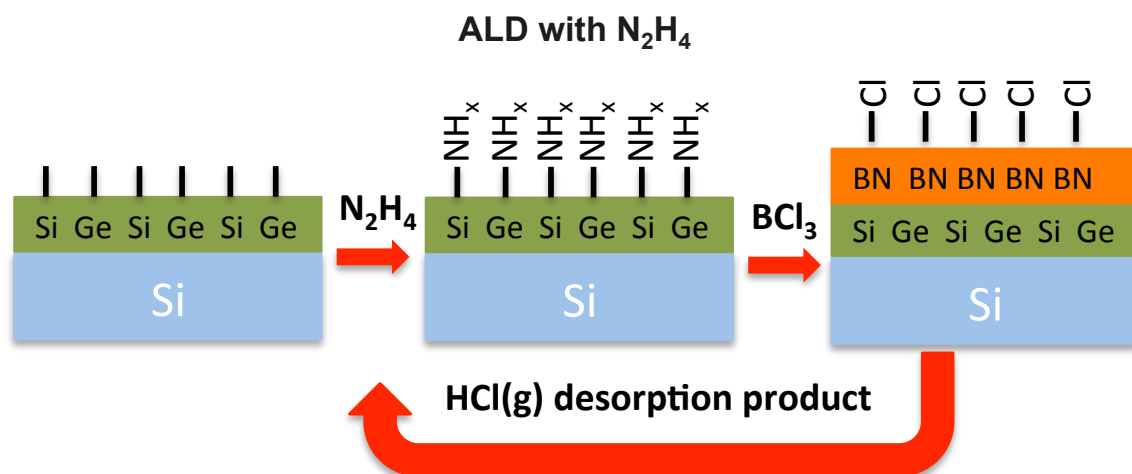 ALD with N₂H₄
Si Ge Si Ge Si Ge
Si
N₂H₄
NHₓ NHₓ NHₓ NHₓ NHₓ NHₓ
Si Ge Si Ge Si Ge
Si
BCl₃
Cl Cl Cl Cl Cl
BN BN BN BN BN
Si Ge Si Ge Si Ge
Si
HCl(g) desorption product